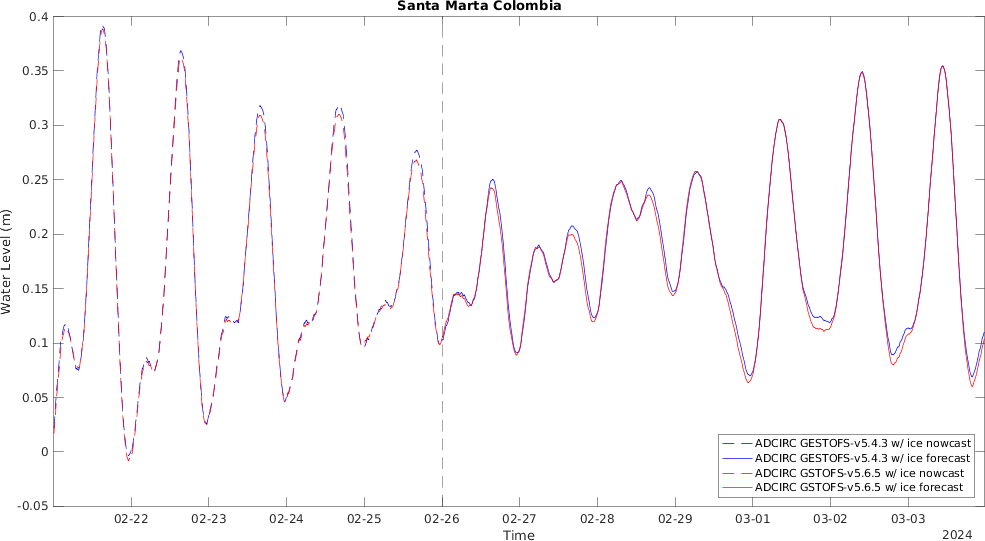 Santa Marta Colombia
0.4
0.35
0.3
0.25
0.2
0.15
0.1
0.05
0
-0.05
Water Level (m)
02-22 02-23 02-24 02-25 02-26 02-27 02-28 02-29 03-01 03-02 03-03
Time
2024
ADCIRC GESTOFS-v5.4.3 w/ ice nowcast
ADCIRC GESTOFS-v5.4.3 w/ ice forecast
ADCIRC GSTOFS-v5.6.5 w/ ice nowcast
ADCIRC GSTOFS-v5.6.5 w/ ice forecast